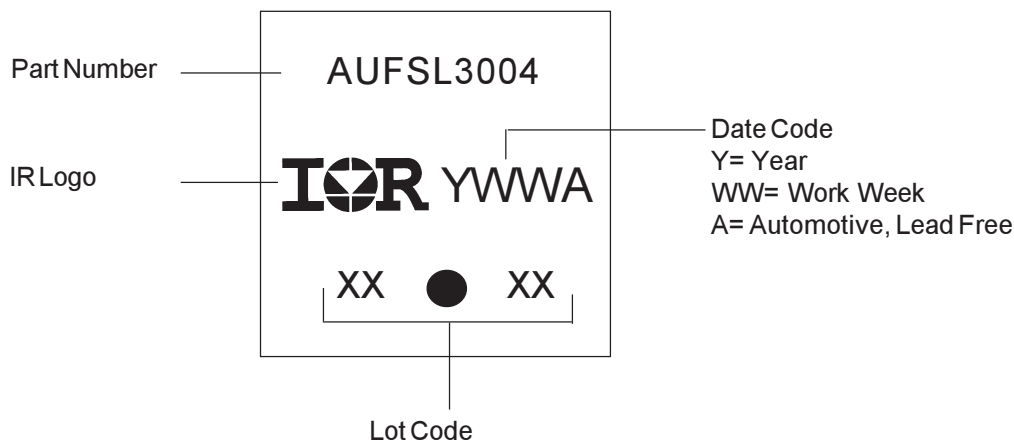 Part Number
AUFSL3004
IR Logo
IOR YWWA
Date Code
Y= Year
WW= Work Week
A= Automotive, Lead Free
XX XX
Lot Code